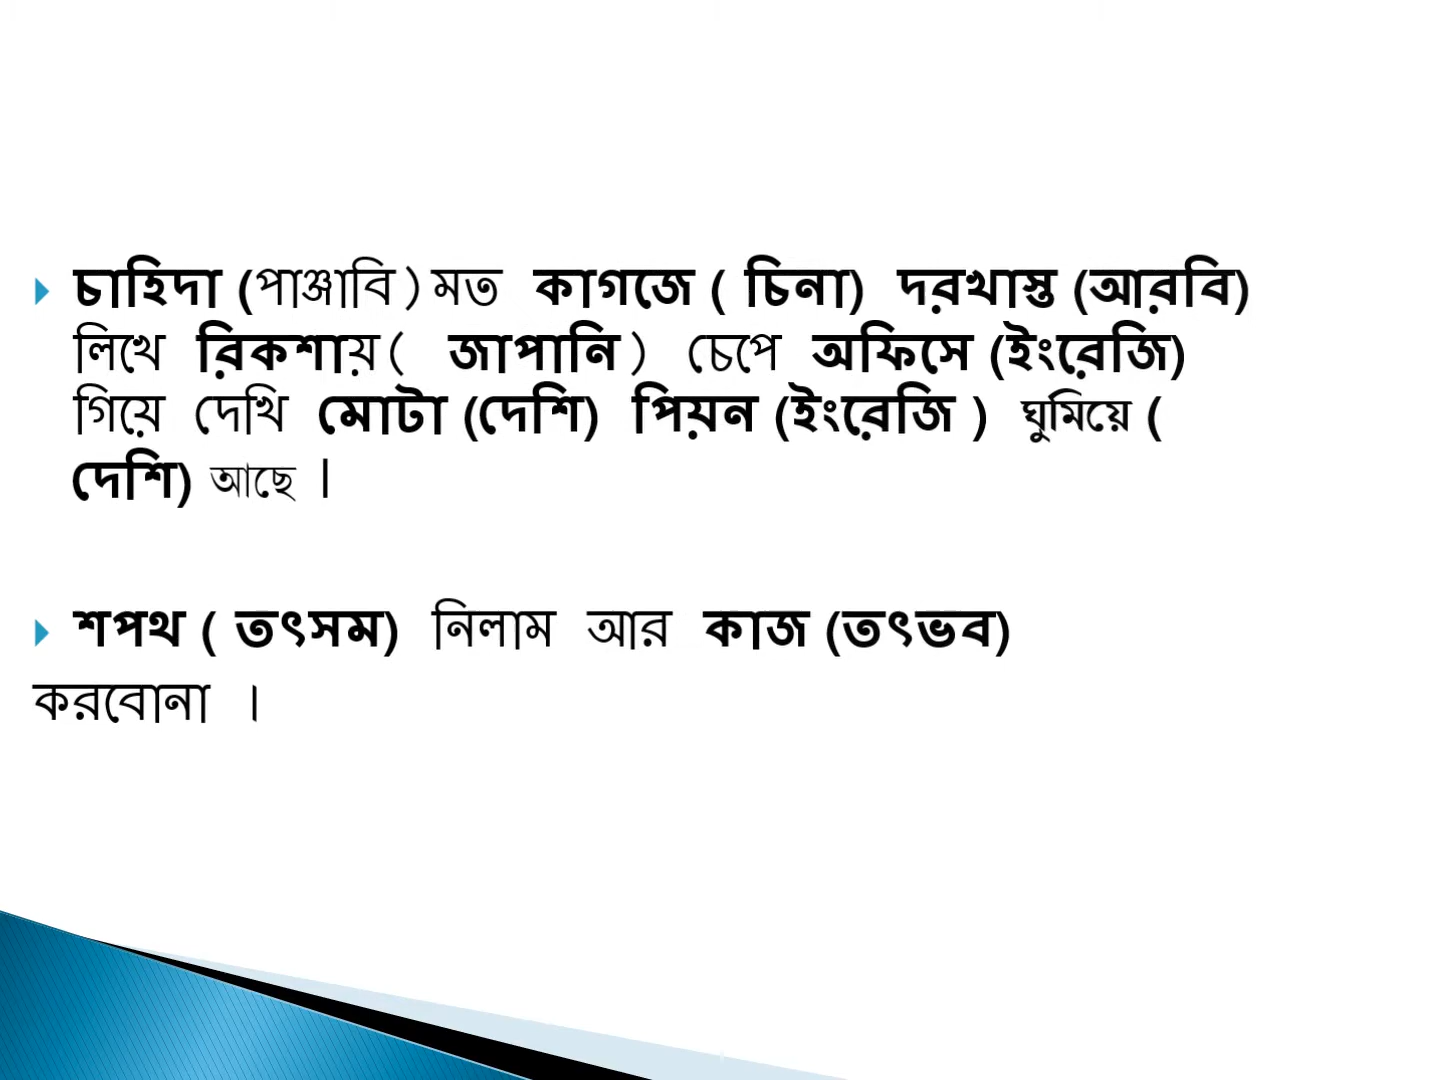 চাহিদা (পাঞ্জাবি)মত কাগজে ( চিনা) দরখাস্ত (আরবি)
লিখে রিকশায়( জাপানি) চেপে অফিসে (ইংরেজি)
গিয়ে দেখি মোটা (দেশি) পিয়ন (ইংরেজি ) ঘুমিয়ে (
দেশি) আছে।
শপথ ( তৎসম) নিলাম আর কাজ (তৎভব)
করবোনা ।